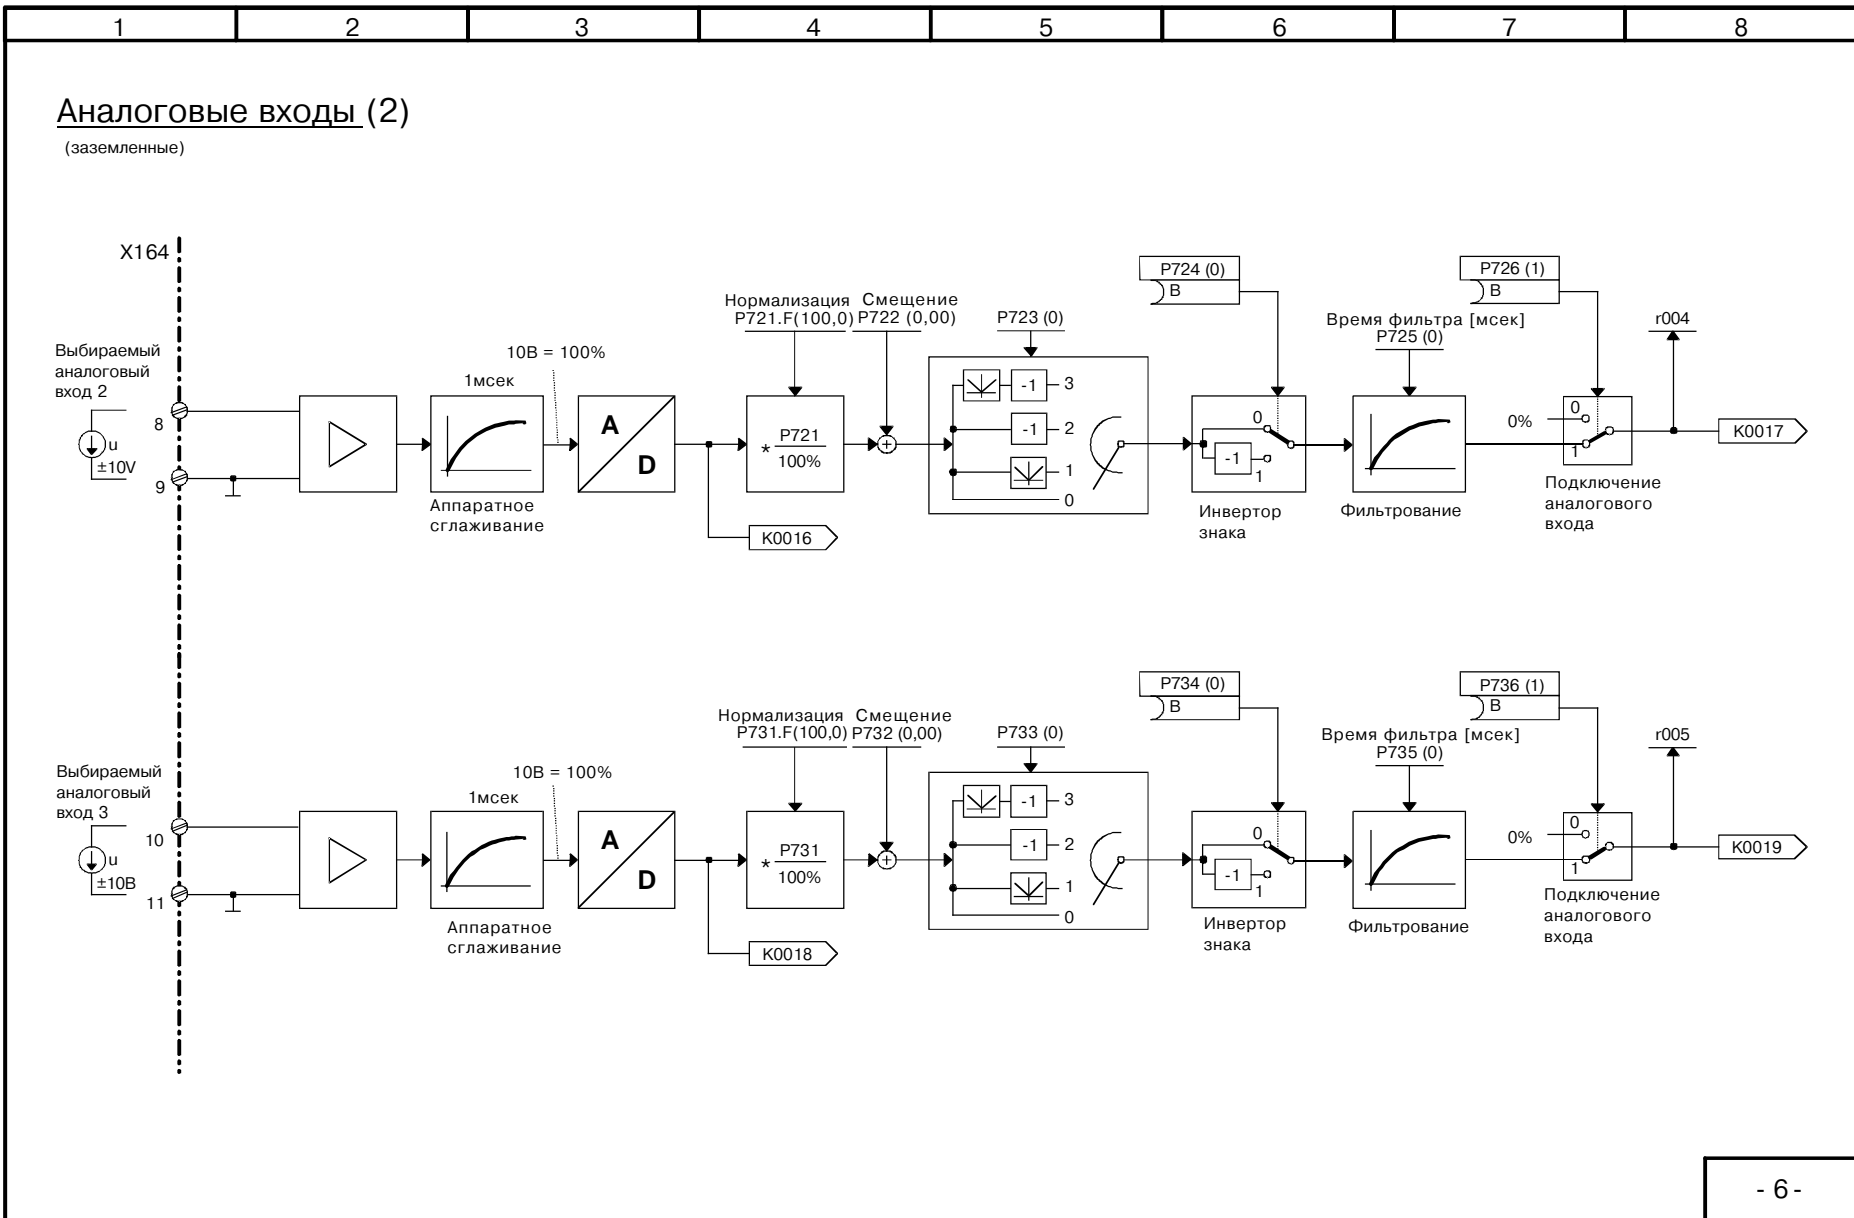 1 2 3 4 5 6 7 8
Аналоговые входы (2)
(заземленные)
X164
P724 (0)
B
P726 (1)
B
Нормализация Смещение
P721.F(100,0) P722 (0,00)
P723 (0)
Время фильтра [мсек]
P725 (0)
r004
Выбираемый
аналоговый
вход 2
10В = 100%
1мсек
8
u
±10V
9
A
D
* P721
100%
-1 3
-1 2
1
0
0
-1
1
0%
0
1
K0017
Аппаратное
сглаживание
K0016
Инвертор
знака
Фильтрование
Подключение
аналогового
входа
P734 (0)
B
P736 (1)
B
Нормализация Смещение
P731.F(100,0) P732 (0,00)
P733 (0)
Время фильтра [мсек]
P735 (0)
r005
Выбираемый
аналоговый
вход 3
10В = 100%
1мсек
10
u
±10В
11
A
D
* P731
100%
-1 3
-1 2
1
0
0
-1
1
0%
0
1
K0019
Аппаратное
сглаживание
K0018
Инвертор
знака
Фильтрование
Подключение
аналогового
входа
- 6 -